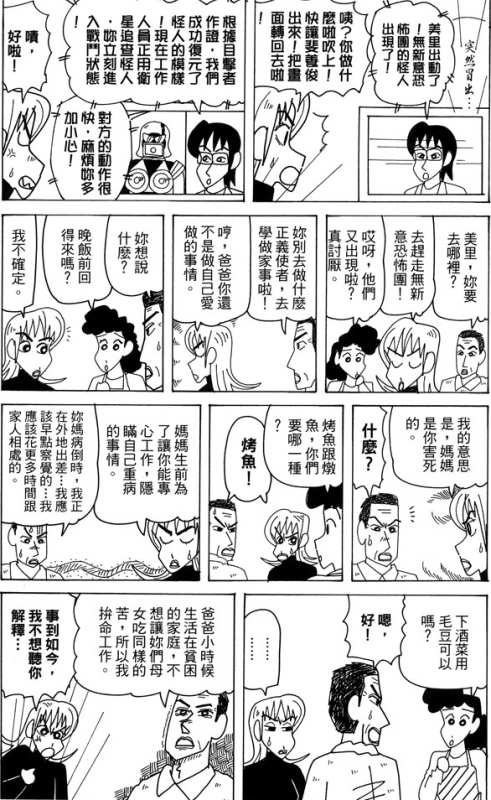 突然冒出…
美里出動了
！無新意恐
怖團的怪人
出現了！
咦？你做什
麼啦吹上！
快讓斐善俊
出來！把畫
面轉回去啦
根據目擊者
作證，我們
成功復元了
怪人的模樣
！現在工作
人員正用衛
星追查怪人
，妳立刻進
入戰鬥狀態
對方的動作很
快，麻煩妳多
加小心！
嘖，
好啦！
美里，妳要
去哪裡？
去趕走無新
意恐怖團！
哎呀，他們
又出現啦？
真討厭。
妳別去做什麼
正義使者，去
學做家事啦！
哼，爸爸你還
不是做自己愛
做的事情。
妳想說
什麼？
晚飯前回
得來嗎？
我不確定。
我的意思
是，媽媽
是你害死
的。
什麼？
烤魚跟燉
魚，你們
要哪一種
烤魚！
媽媽生前為
了讓你能專
心工作，隱
瞞自己重病
的事情。
妳媽病倒時，我正
在外地出差…我應
該早點察覺的…我
應該花更多時間跟
家人相處的。
下酒菜用
毛豆可以
嗎？
嗯，
好！
………
爸爸小時候
生活在貧困
的家庭，不
想讓妳們母
女吃同樣的
苦，所以我
拚命工作。
事到如今，
我不想聽你
解釋…